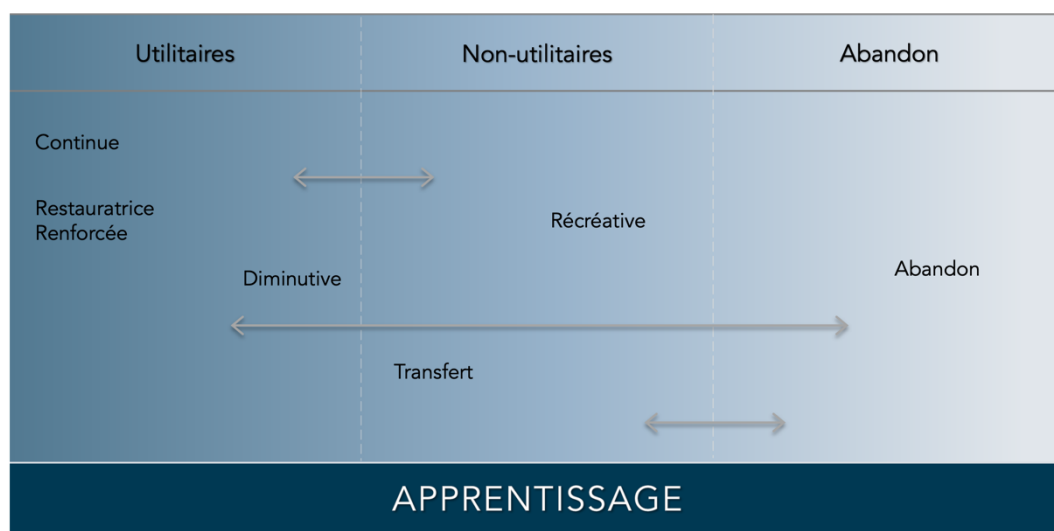 Utilitaires
Non-utilitaires
Abandon
Continue
Restauratrice
Renforcée
Récréative
Diminutive
Abandon
Transfert
APPRENTISSAGE